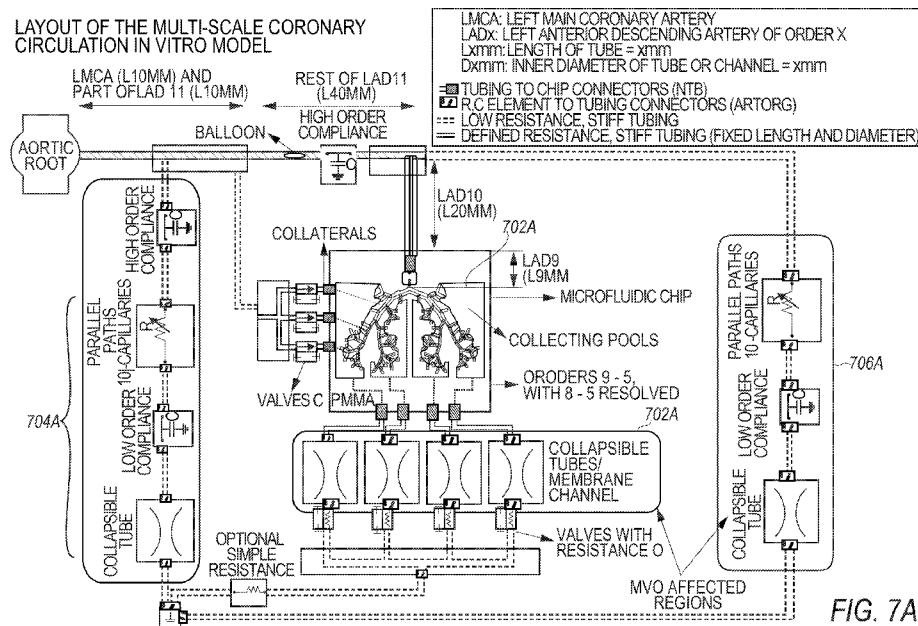 LAYOUT OF THE MULTI-SCALE CORONARY
CIRCULATION IN VITRO MODEL
LMCA: LEFT MAIN CORONARY ARTERY
LADx: LEFT ANTERIOR DESCENDING ARTERY OF ORDER X
Lxmm: LENGTH OF TUBE = xmm
Dxmm: INNER DIAMETER OF TUBE OR CHANNEL = xmm
TUBING TO CHIP CONNECTORS (NTB)
R,C ELEMENT TO TUBING CONNECTORS (ARTORG)
LOW RESISTANCE, STIFF TUBING
DEFINED RESISTANCE, STIFF TUBING (FIXED LENGTH AND DIAMETER)
LMCA (L10MM) AND
PART OFLAD 11 (L10MM)
REST OF LAD11
(L40MM)
HIGH ORDER
COMPLIANCE
BALLOON
AORTIC
ROOT
LAD10
(L20MM)
702A
LAD9
(L9MM
COLLATERALS
MICROFLUIDIC CHIP
COLLECTING POOLS
ORODERS 9 - 5,
WITH 8 - 5 RESOLVED
VALVES C PMMA
702A
HIGH ORDER
COMPLIANCE
PARALLEL
PATHS
10-CAPILLARIES
R
LOW ORDER
COMPLIANCE
COLLAPSIBLE
TUBE
704A
COLLAPSIBLE
TUBES/
MEMBRANE
CHANNEL
VALVES WITH
RESISTANCE O
OPTIONAL
SIMPLE
RESISTANCE
MVO AFFECTED
REGIONS
PARALLEL PATHS
10-CAPILLARIES
R
LOW ORDER
COMPLIANCE
COLLAPSIBLE
TUBE
706A
FIG. 7A